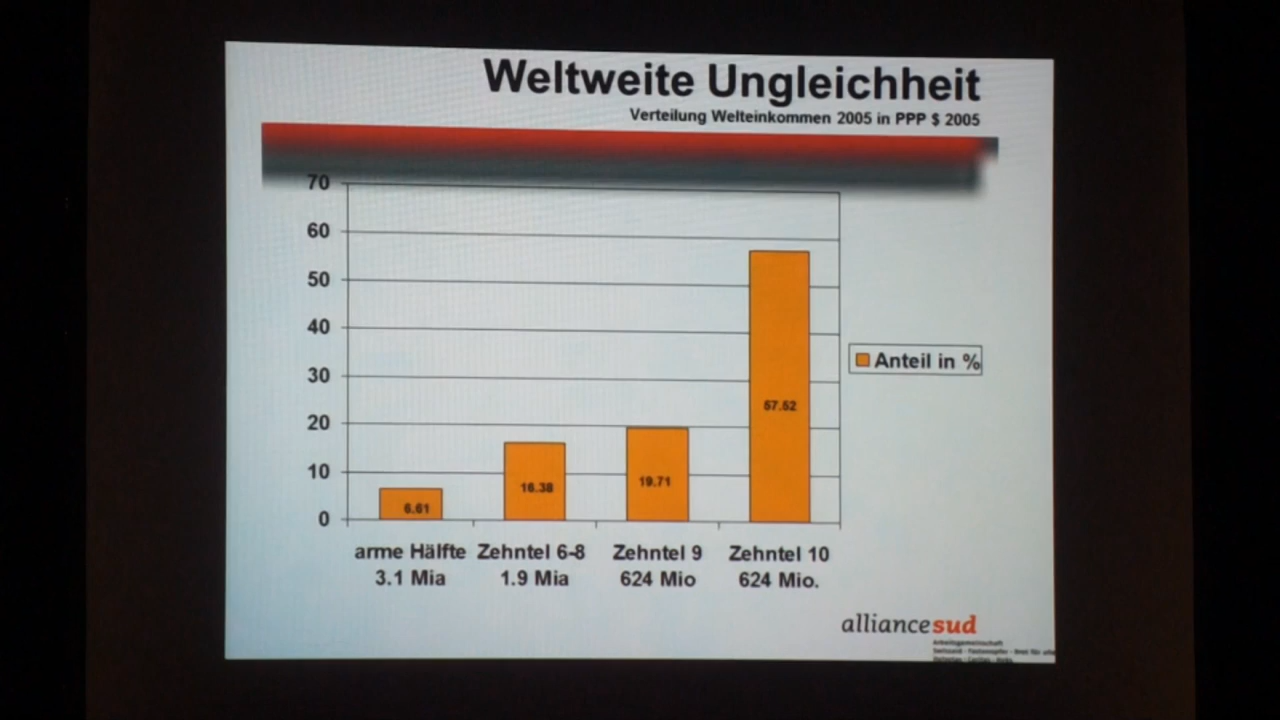 Weltweite Ungleichheit
Verteilung Welteinkommen 2005 in PPP $ 2005
70
60
50
40
30
20
10
0
6.61
16.38
19.71
57.52
Anteil in %
arme Hälfte Zehntel 6-8 Zehntel 9 Zehntel 10
3.1 Mia 1.9 Mia 624 Mio 624 Mio.
alliancesud
Arbeitsgemeinschaft